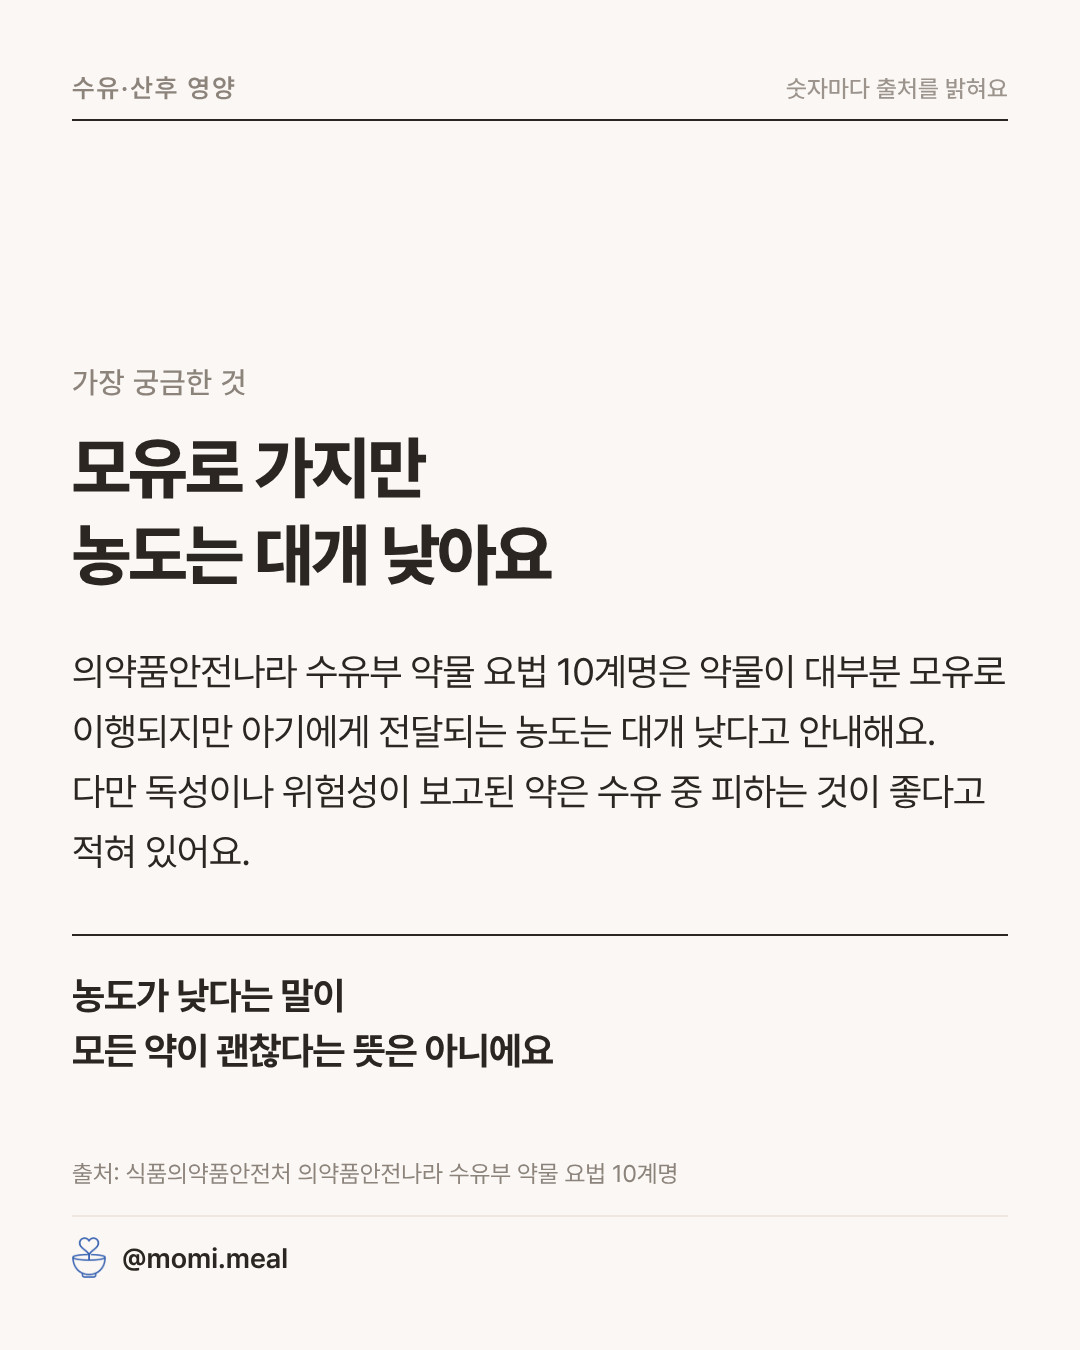 수유·산후 영양
숫자마다 출처를 밝혀요
가장 궁금한 것
모유로 가지만
농도는 대개 낮아요
의약품안전나라 수유부 약물 요법 10계명은 약물이 대부분 모유로
이행되지만 아기에게 전달되는 농도는 대개 낮다고 안내해요.
다만 독성이나 위험성이 보고된 약은 수유 중 피하는 것이 좋다고
적혀 있어요.
농도가 낮다는 말이
모든 약이 괜찮다는 뜻은 아니에요
출처: 식품의약품안전처 의약품안전나라 수유부 약물 요법 10계명
@momi.meal